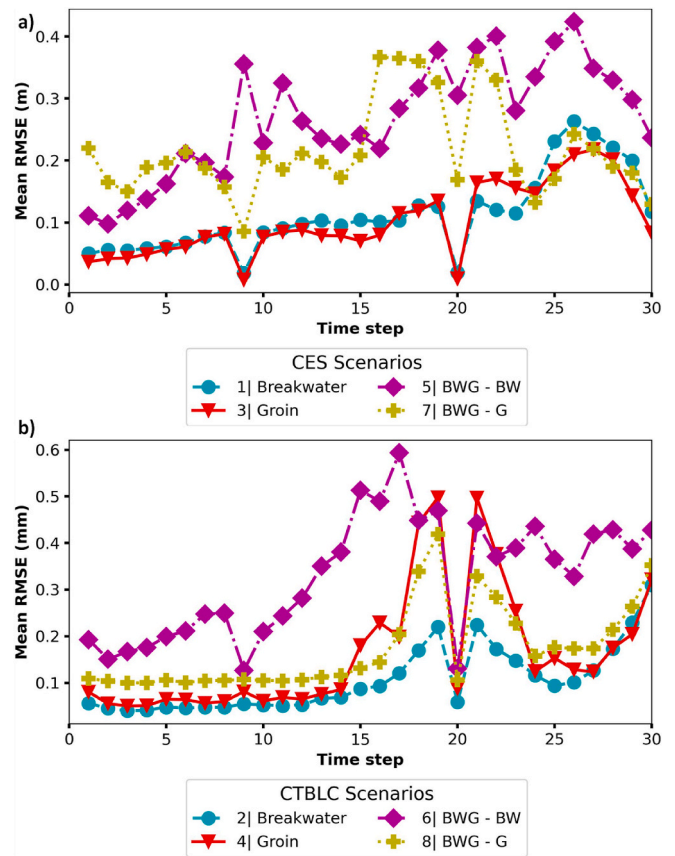 a)
0.4
0.3
0.2
0.1
0.0
Mean RMSE (m)
0 5 10 15 20 25 30
Time step
CES Scenarios
1| Breakwater 5| BWG - BW
3| Groin 7| BWG - G
b)
0.6
0.5
0.4
0.3
0.2
0.1
Mean RMSE (mm)
0 5 10 15 20 25 30
Time step
CTBLC Scenarios
2| Breakwater 6| BWG - BW
4| Groin 8| BWG - G